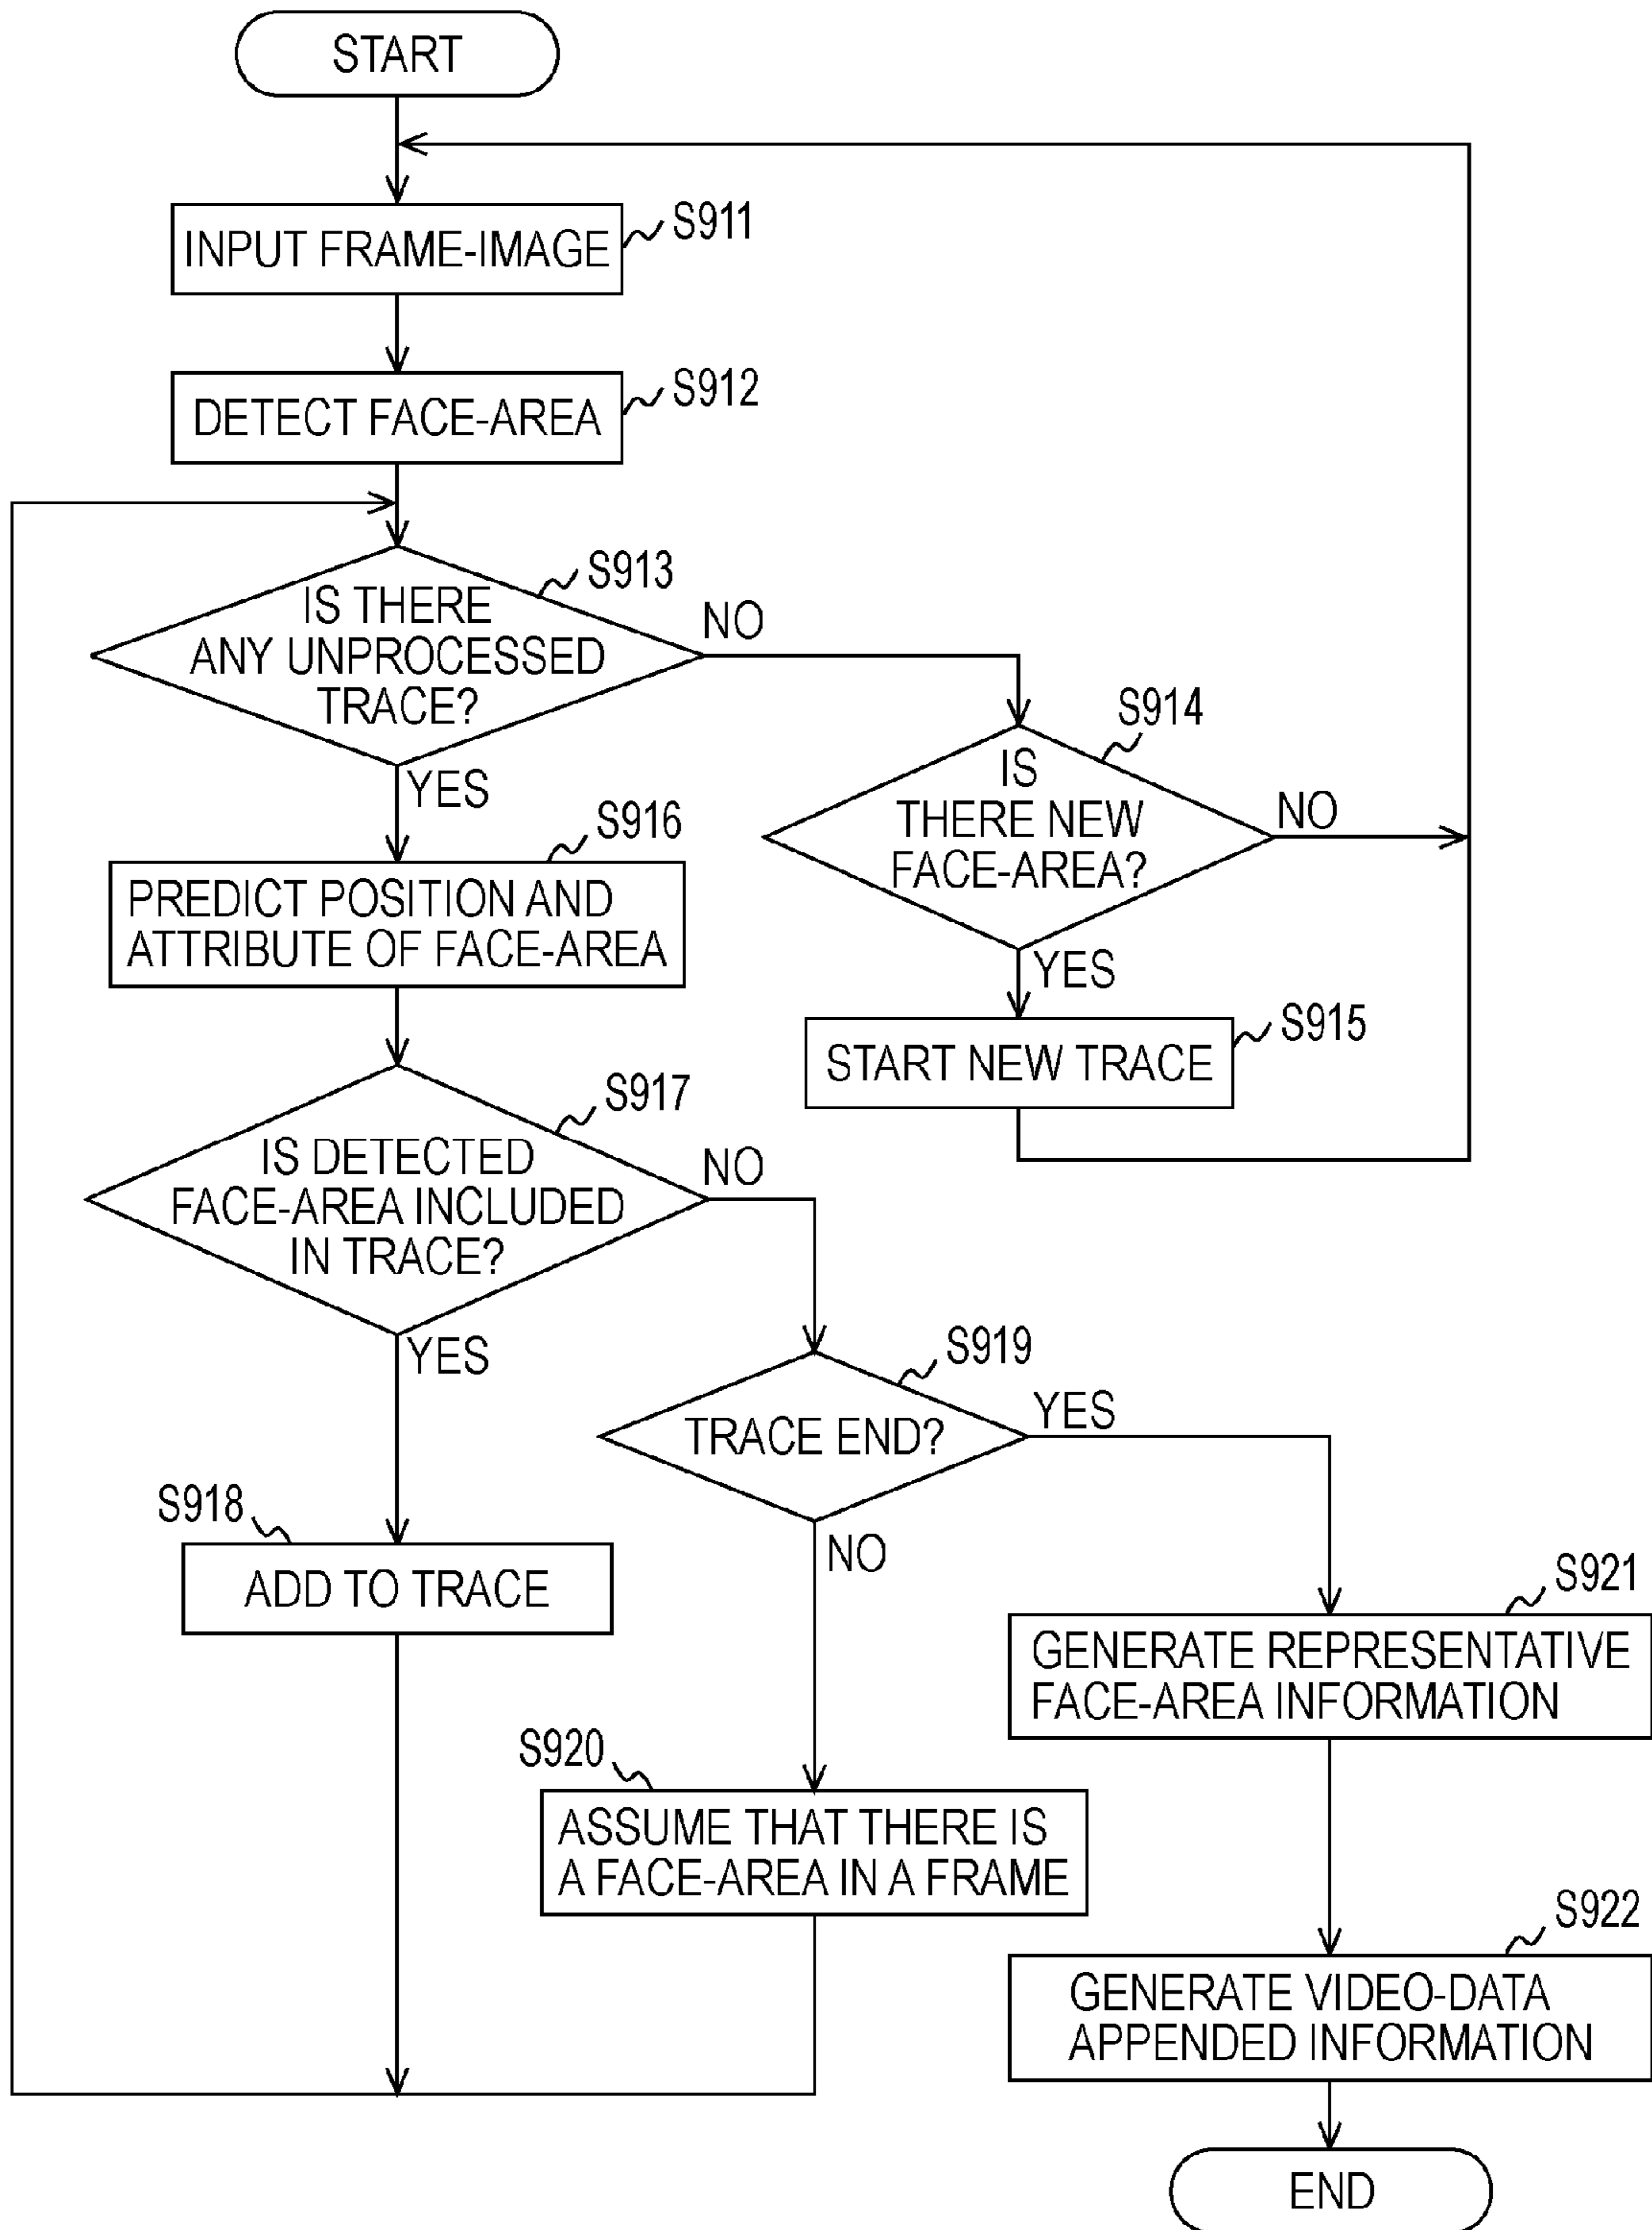 START
INPUT FRAME-IMAGE
S911
DETECT FACE-AREA
S912
S913
IS THERE
ANY UNPROCESSED
TRACE?
NO
YES
S914
IS
THERE NEW
FACE-AREA?
NO
YES
S915
START NEW TRACE
S916
PREDICT POSITION AND
ATTRIBUTE OF FACE-AREA
S917
IS DETECTED
FACE-AREA INCLUDED
IN TRACE?
NO
YES
S918
ADD TO TRACE
S919
TRACE END?
YES
NO
S920
ASSUME THAT THERE IS
A FACE-AREA IN A FRAME
S921
GENERATE REPRESENTATIVE
FACE-AREA INFORMATION
S922
GENERATE VIDEO-DATA
APPENDED INFORMATION
END